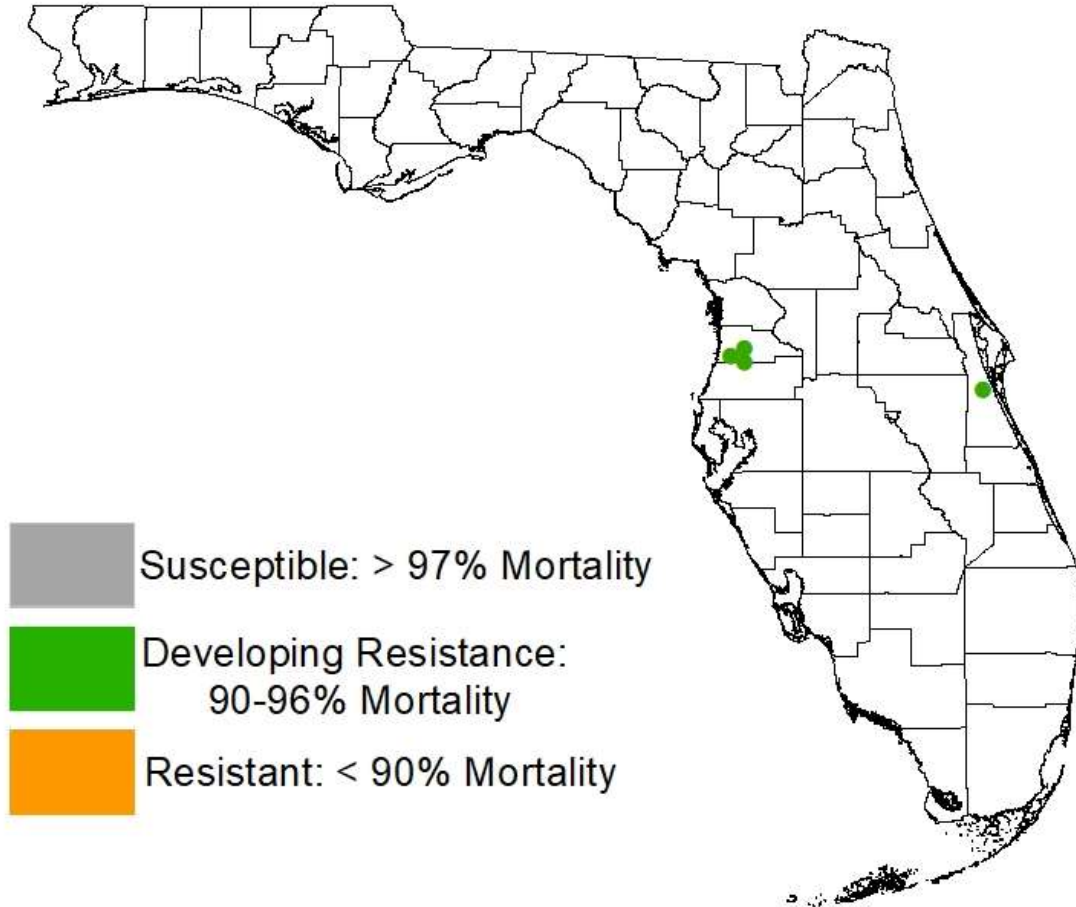 Susceptible: > 97% Mortality
Developing Resistance:
90-96% Mortality
Resistant: < 90% Mortality